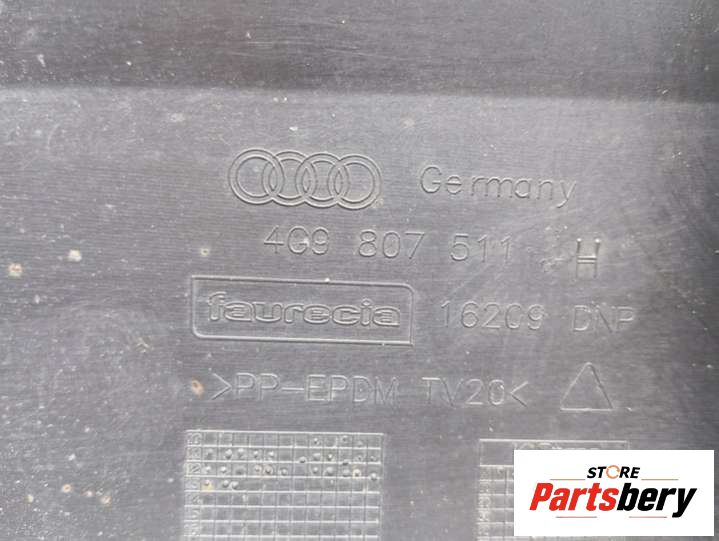 Germany
4G9 807 511 H
faurecia 16209 DNP
>PP-EPDM TV20<
STORE
Partsbery